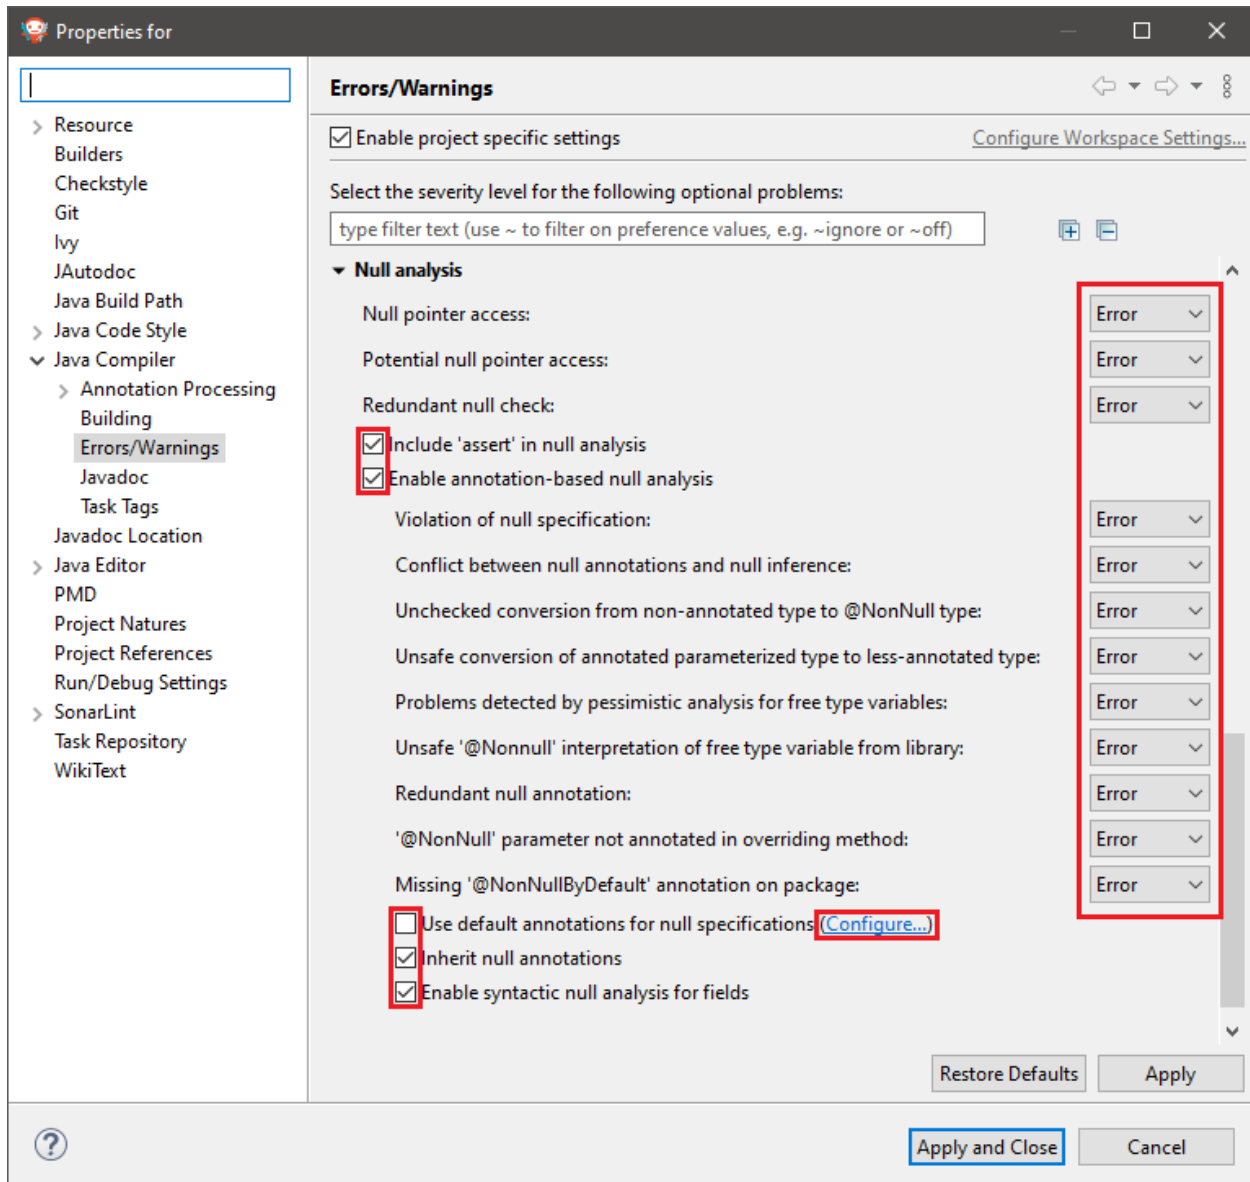 Properties for
Errors/Warnings
Enable project specific settings
Configure Workspace Settings...
Select the severity level for the following optional problems:
type filter text (use ~ to filter on preference values, e.g. ~ignore or ~off)
Resource
Builders
Checkstyle
Git
Ivy
JAutodoc
Java Build Path
Java Code Style
Java Compiler
Annotation Processing
Building
Errors/Warnings
Javadoc
Task Tags
Javadoc Location
Java Editor
PMD
Project Natures
Project References
Run/Debug Settings
SonarLint
Task Repository
WikiText
Null analysis
Null pointer access: Error
Potential null pointer access: Error
Redundant null check: Error
Include 'assert' in null analysis
Enable annotation-based null analysis
Violation of null specification: Error
Conflict between null annotations and null inference: Error
Unchecked conversion from non-annotated type to @NonNull type: Error
Unsafe conversion of annotated parameterized type to less-annotated type: Error
Problems detected by pessimistic analysis for free type variables: Error
Unsafe '@Nonnull' interpretation of free type variable from library: Error
Redundant null annotation: Error
'@NonNull' parameter not annotated in overriding method: Error
Missing '@NonNullByDefault' annotation on package: Error
Use default annotations for null specifications (Configure...)
Inherit null annotations
Enable syntactic null analysis for fields
Restore Defaults
Apply
?
Apply and Close
Cancel